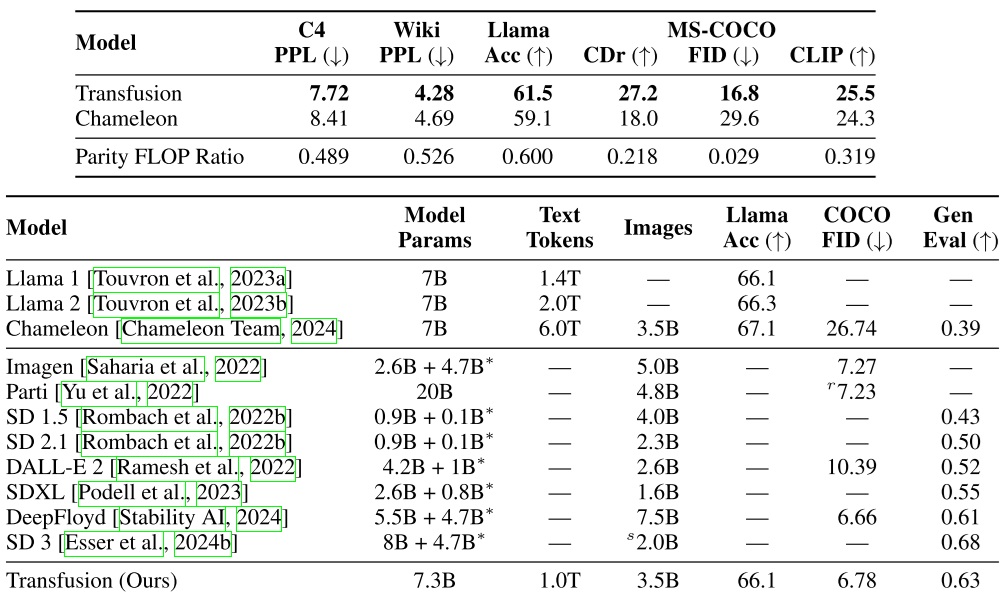 Model C4 PPL (↓) Wiki PPL (↓) Llama Acc (↑) MS-COCO CDr (↑) FID (↓) CLIP (↑)
Transfusion 7.72 4.28 61.5 27.2 16.8 25.5
Chameleon 8.41 4.69 59.1 18.0 29.6 24.3
Parity FLOP Ratio 0.489 0.526 0.600 0.218 0.029 0.319
Model Model Params Text Tokens Images Llama Acc (↑) COCO FID (↓) Gen Eval (↑)
Llama 1 [Touvron et al., 2023a] 7B 1.4T — 66.1 — —
Llama 2 [Touvron et al., 2023b] 7B 2.0T — 66.3 — —
Chameleon [Chameleon Team, 2024] 7B 6.0T 3.5B 67.1 26.74 0.39
Imagen [Saharia et al., 2022] 2.6B + 4.7B* — 5.0B — 7.27 —
Parti [Yu et al., 2022] 20B — 4.8B — r7.23 —
SD 1.5 [Rombach et al., 2022b] 0.9B + 0.1B* — 4.0B — — 0.43
SD 2.1 [Rombach et al., 2022b] 0.9B + 0.1B* — 2.3B — — 0.50
DALL-E 2 [Ramesh et al., 2022] 4.2B + 1B* — 2.6B — 10.39 0.52
SDXL [Podell et al., 2023] 2.6B + 0.8B* — 1.6B — — 0.55
DeepFloyd [Stability AI, 2024] 5.5B + 4.7B* — 7.5B — 6.66 0.61
SD 3 [Esser et al., 2024b] 8B + 4.7B* — s2.0B — — 0.68
Transfusion (Ours) 7.3B 1.0T 3.5B 66.1 6.78 0.63